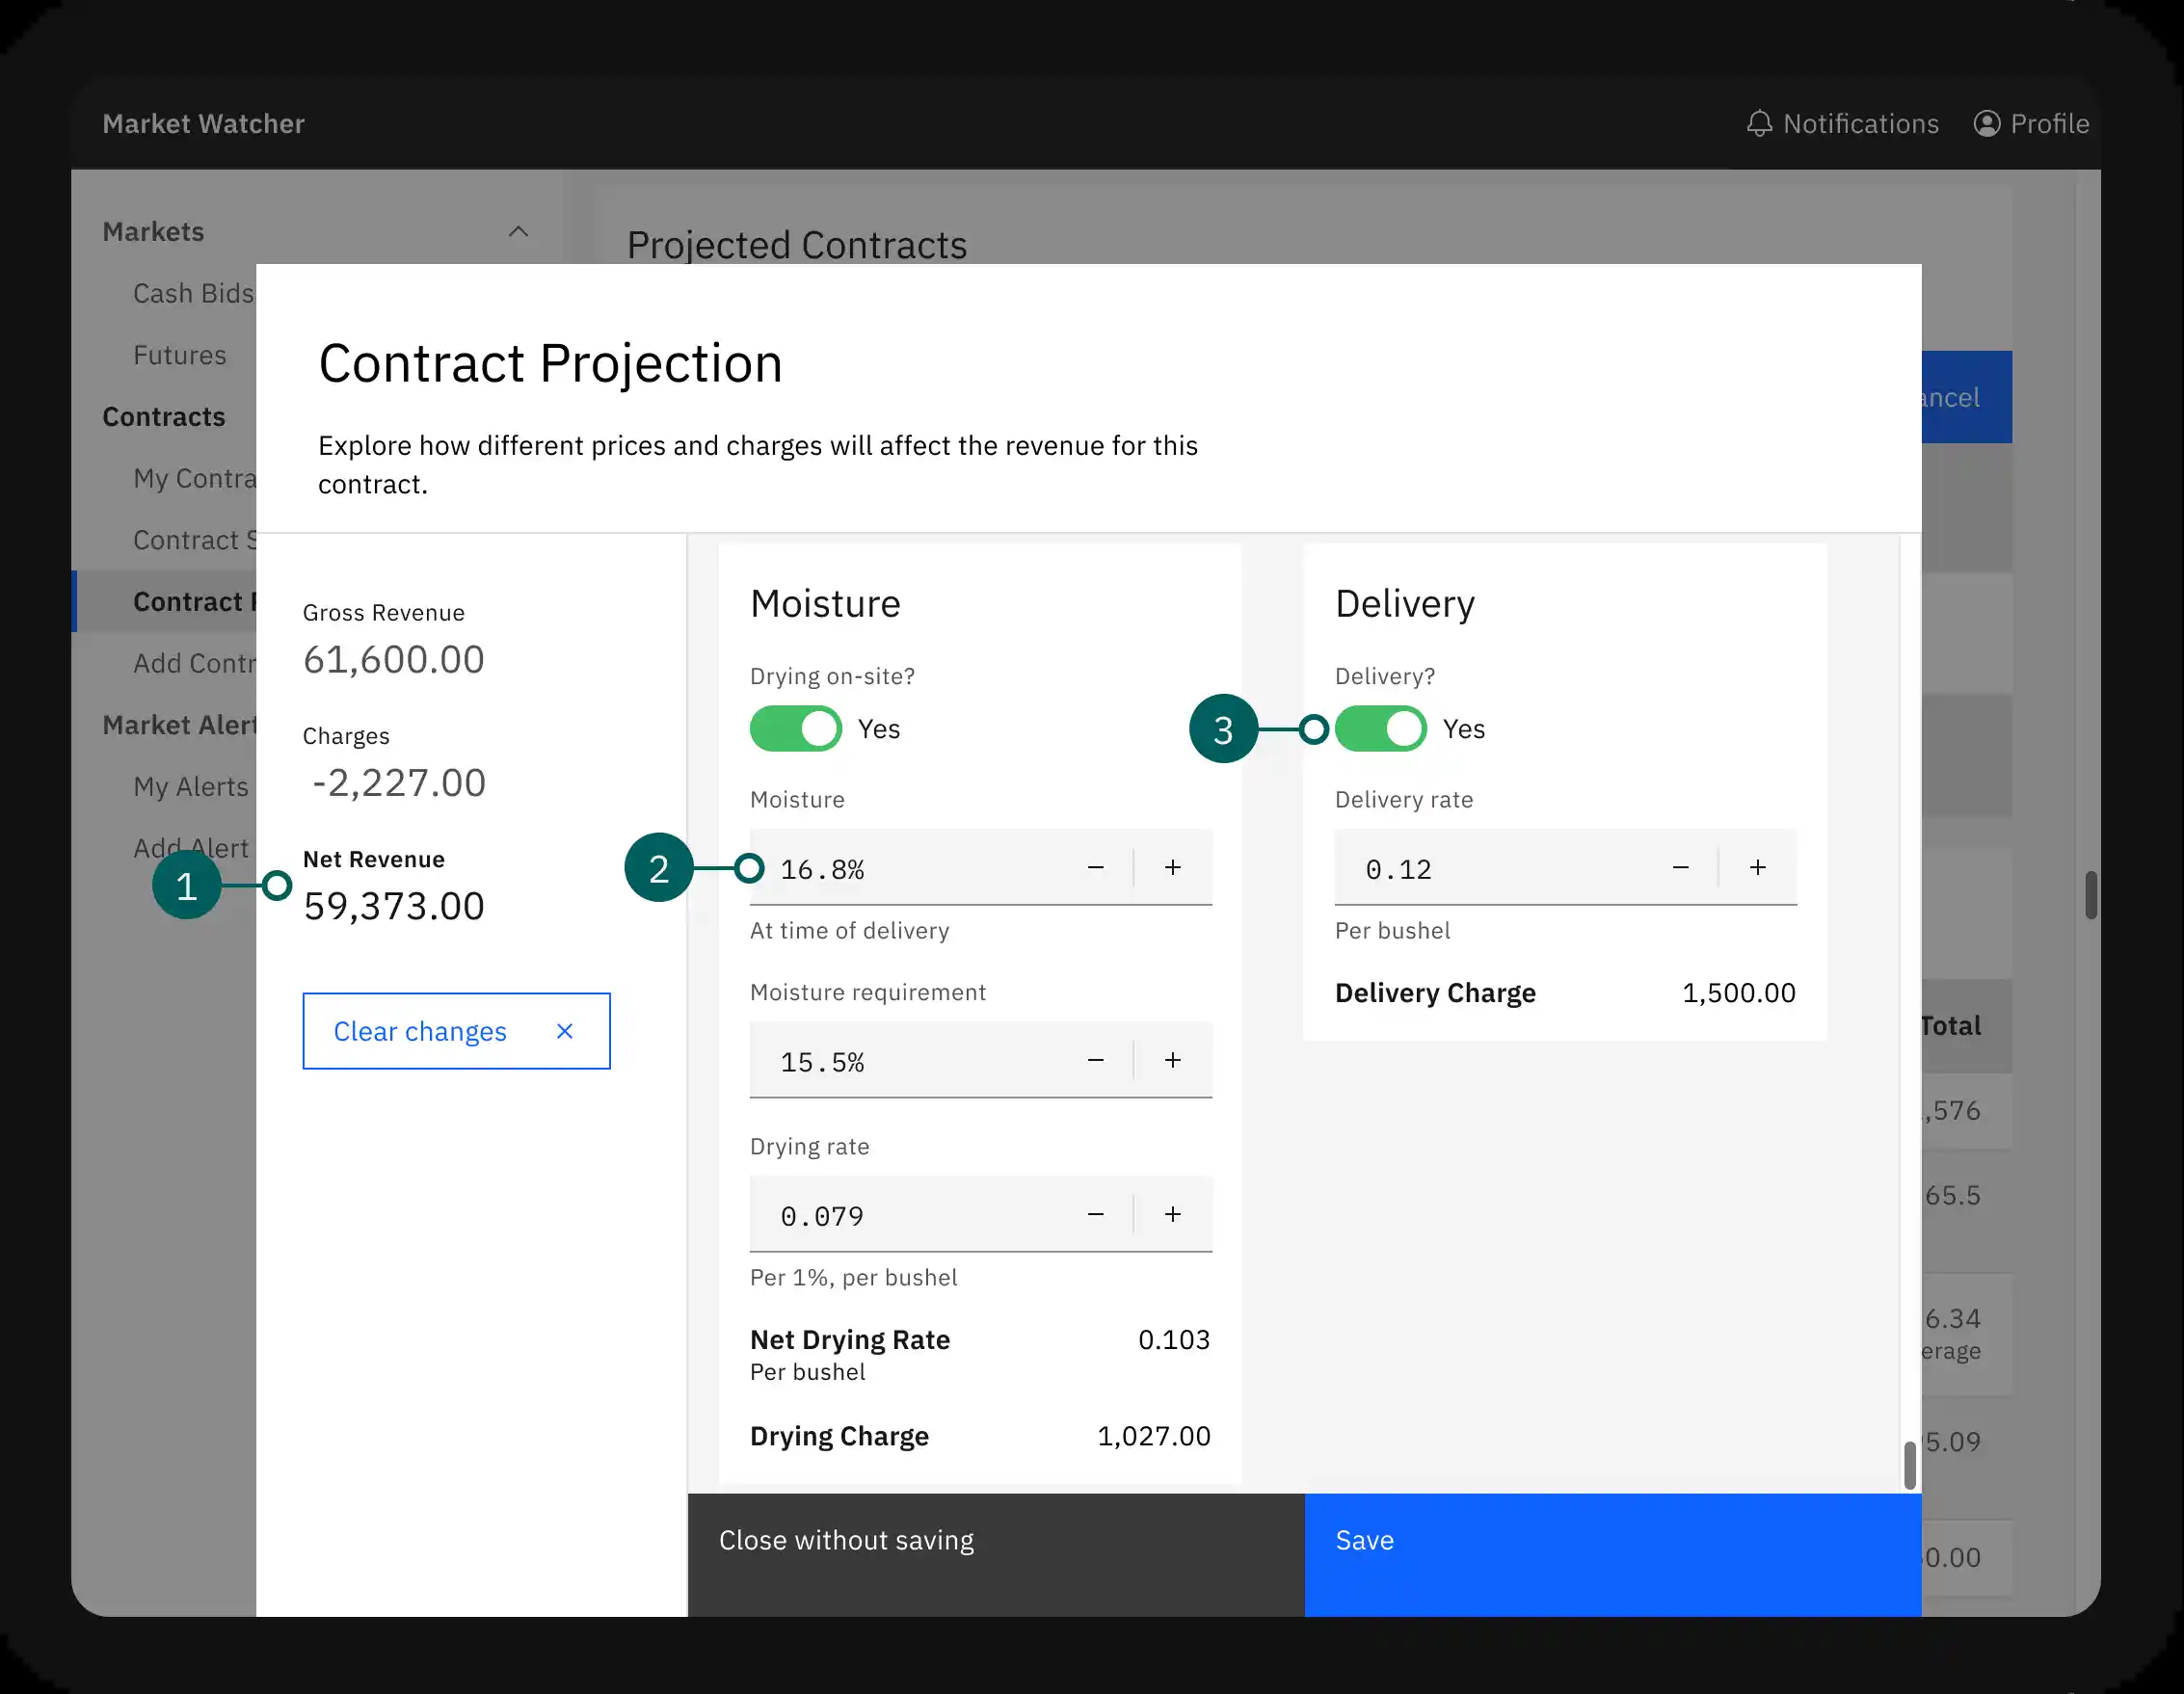 Market Watcher
Notifications
Profile
Markets
Cash Bids
Futures
Contracts
My Contra
Contract
Contract
Add Contr
Market Alert
My Alerts
Add Alert
Projected Contracts
ancel
Total
,576
65.5
6.34
erage
5.09
0.00
Contract Projection
Explore how different prices and charges will affect the revenue for this
contract.
Gross Revenue
61,600.00
Charges
-2,227.00
1
Net Revenue
59,373.00
Clear changes
Moisture
Drying on-site?
Yes
Moisture
2
16.8%
At time of delivery
Moisture requirement
15.5%
Drying rate
0.079
Per 1%, per bushel
Net Drying Rate 0.103
Per bushel
Drying Charge 1,027.00
Delivery
Delivery?
3
Yes
Delivery rate
0.12
Per bushel
Delivery Charge 1,500.00
Close without saving
Save